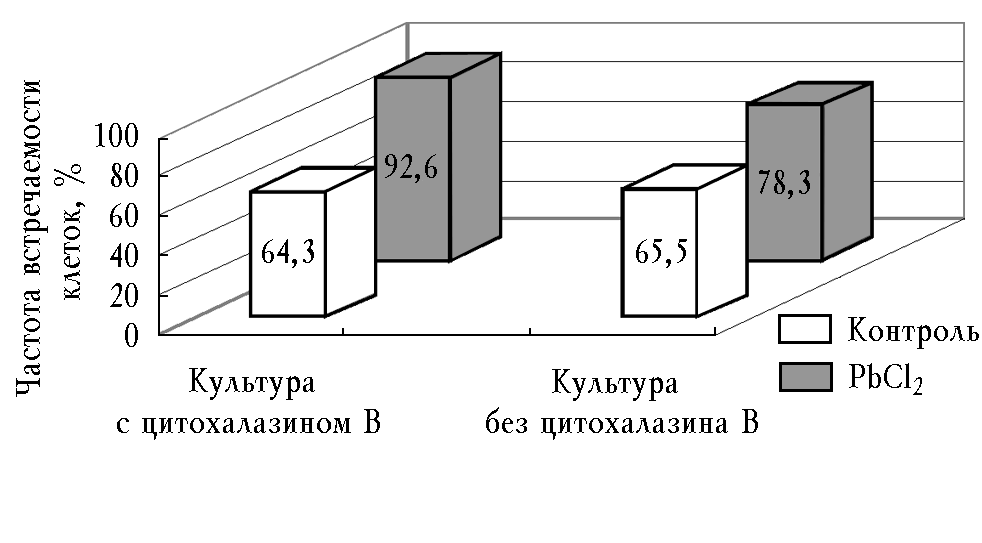 Частота встречаемости
клеток, %
100
80
60
40
20
0
92,6
64,3
78,3
65,5
Контроль
PbCl₂
Культура
с цитохалазином В
Культура
без цитохалазина В